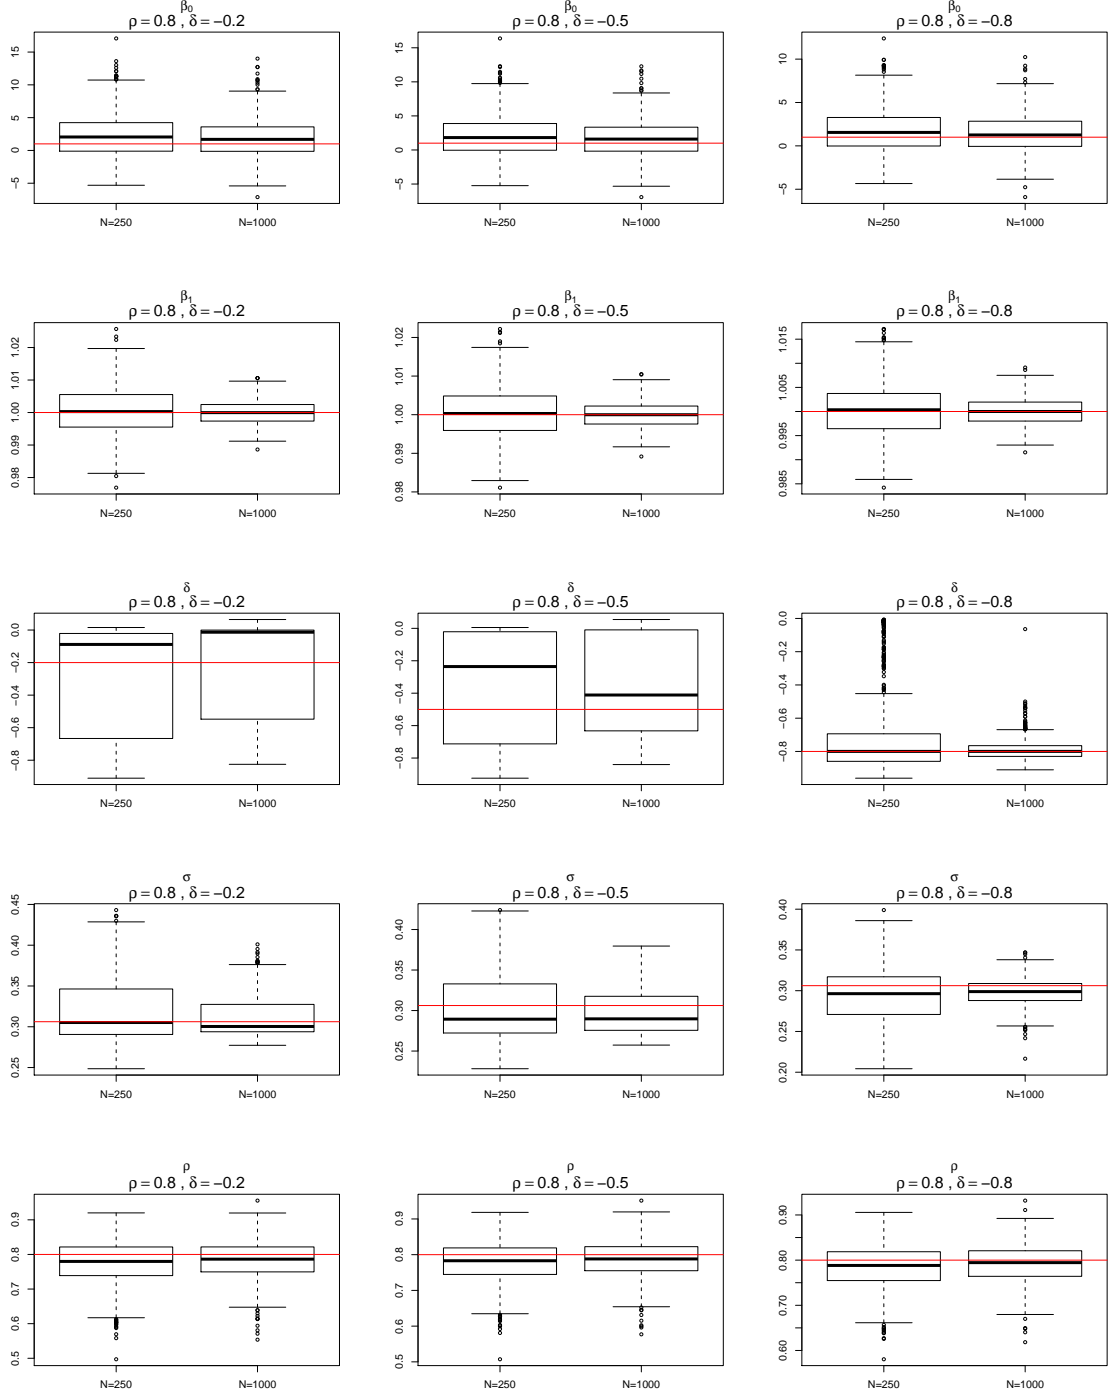 β0
ρ = 0.8 , δ = −0.2
15
10
5
0
−5
N=250 N=1000
β0
ρ = 0.8 , δ = −0.5
15
10
5
0
−5
N=250 N=1000
β0
ρ = 0.8 , δ = −0.8
10
5
0
−5
N=250 N=1000
β1
ρ = 0.8 , δ = −0.2
1.02
1.01
1.00
0.99
0.98
N=250 N=1000
β1
ρ = 0.8 , δ = −0.5
1.02
1.01
1.00
0.99
0.98
N=250 N=1000
β1
ρ = 0.8 , δ = −0.8
1.015
1.005
0.995
0.985
N=250 N=1000
δ
ρ = 0.8 , δ = −0.2
0.0
−0.2
−0.4
−0.6
−0.8
N=250 N=1000
δ
ρ = 0.8 , δ = −0.5
0.0
−0.2
−0.4
−0.6
−0.8
N=250 N=1000
δ
ρ = 0.8 , δ = −0.8
0.0
−0.2
−0.4
−0.6
−0.8
N=250 N=1000
σ
ρ = 0.8 , δ = −0.2
0.45
0.40
0.35
0.30
0.25
N=250 N=1000
σ
ρ = 0.8 , δ = −0.5
0.40
0.35
0.30
0.25
N=250 N=1000
σ
ρ = 0.8 , δ = −0.8
0.40
0.35
0.30
0.25
0.20
N=250 N=1000
ρ
ρ = 0.8 , δ = −0.2
0.9
0.8
0.7
0.6
0.5
N=250 N=1000
ρ
ρ = 0.8 , δ = −0.5
0.9
0.8
0.7
0.6
0.5
N=250 N=1000
ρ
ρ = 0.8 , δ = −0.8
0.90
0.80
0.70
0.60
N=250 N=1000